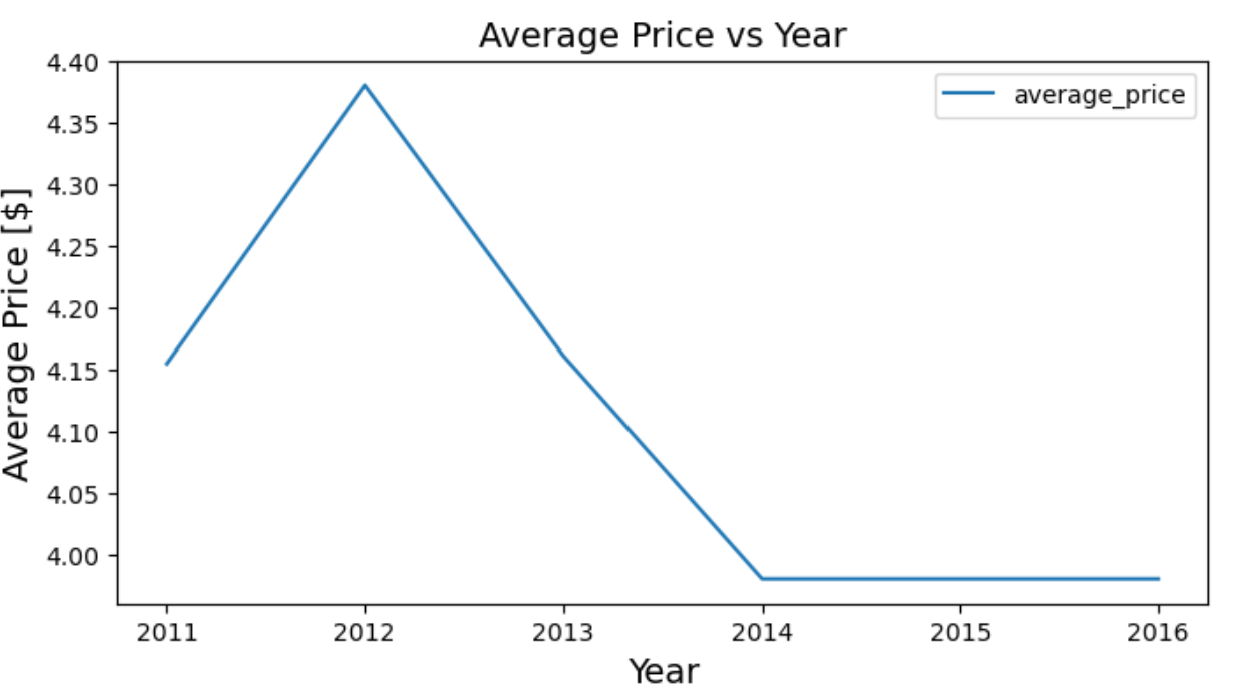 Average Price vs Year
average_price
Average Price [$]
4.40
4.35
4.30
4.25
4.20
4.15
4.10
4.05
4.00
2011 2012 2013 2014 2015 2016
Year